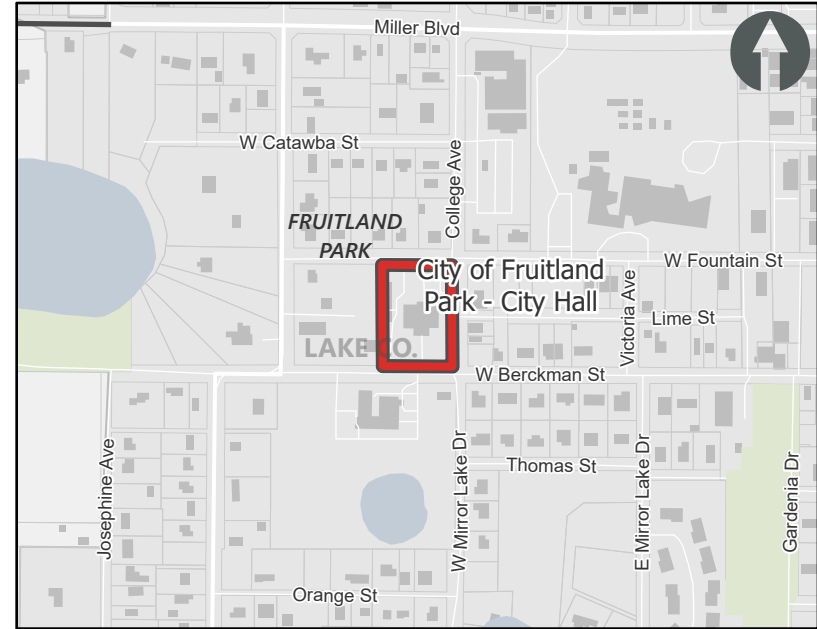 Miller Blvd
W Catawba St
College Ave
FRUITLAND
PARK
W Fountain St
City of Fruitland
Park - City Hall
Victoria Ave
Lime St
LAKE CO.
W Berckman St
Josephine Ave
W Mirror Lake Dr
Thomas St
E Mirror Lake Dr
Gardenia Dr
Orange St